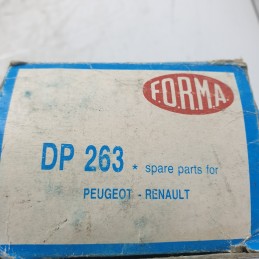 F.O.R.M.A.
DP 263 * spare parts for
PEUGEOT - RENAULT